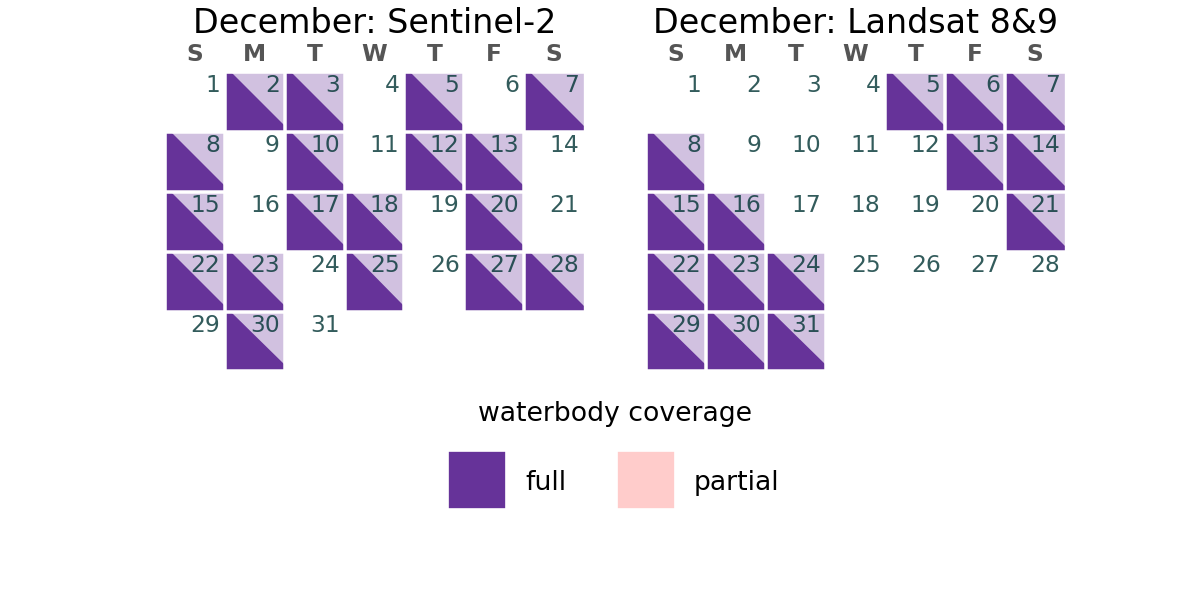 December: Sentinel-2
S M T W T F S
1 2 3 4 5 6 7
8 9 10 11 12 13 14
15 16 17 18 19 20 21
22 23 24 25 26 27 28
29 30 31
December: Landsat 8&9
S M T W T F S
1 2 3 4 5 6 7
8 9 10 11 12 13 14
15 16 17 18 19 20 21
22 23 24 25 26 27 28
29 30 31
waterbody coverage
full partial